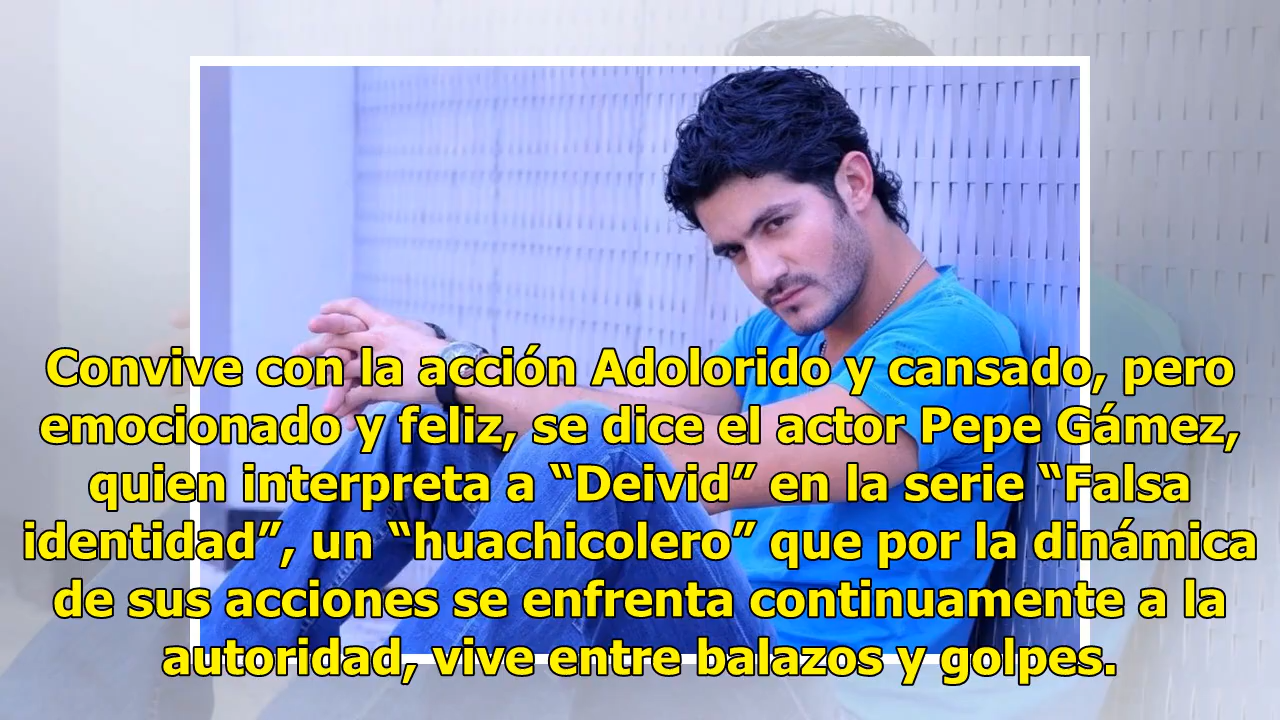 Convive con la acción Adolorido y cansado, pero
emocionado y feliz, se dice el actor Pepe Gámez,
quien interpreta a “Deivid” en la serie “Falsa
identidad”, un “huachicolero” que por la dinámica
de sus acciones se enfrenta continuamente a la
autoridad, vive entre balazos y golpes.